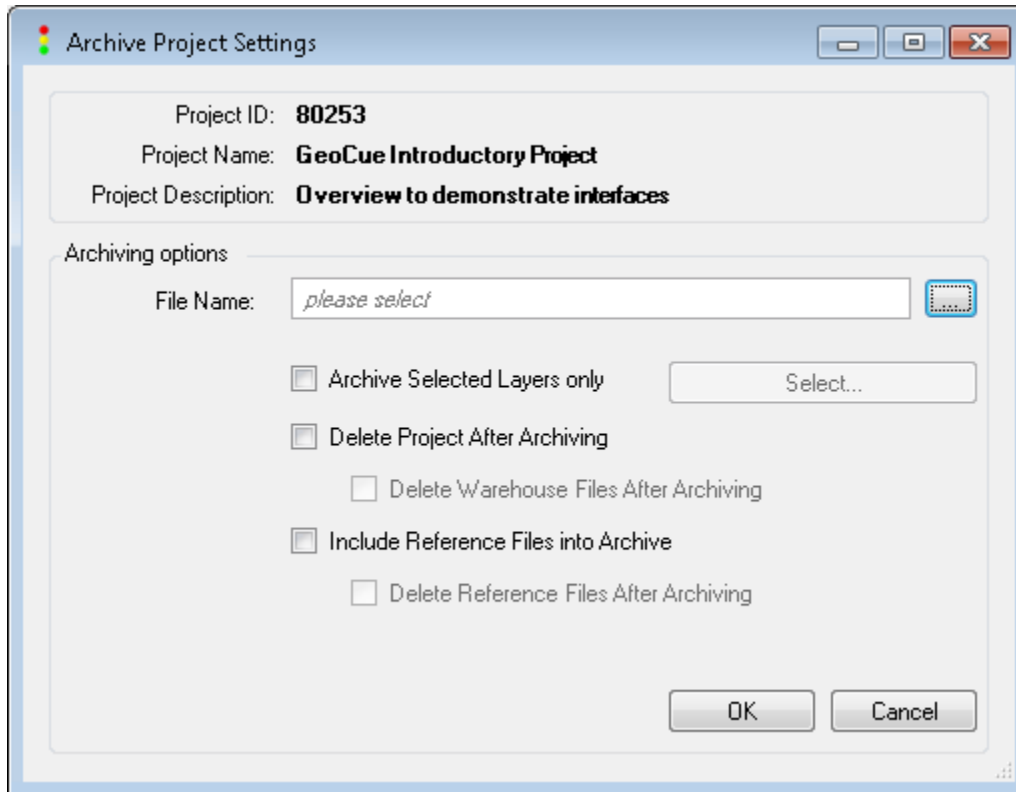 Archive Project Settings
Project ID: 80253
Project Name: GeoCue Introductory Project
Project Description: Overview to demonstrate interfaces
Archiving options
File Name: please select ...
Archive Selected Layers only Select...
Delete Project After Archiving
Delete Warehouse Files After Archiving
Include Reference Files into Archive
Delete Reference Files After Archiving
OK Cancel